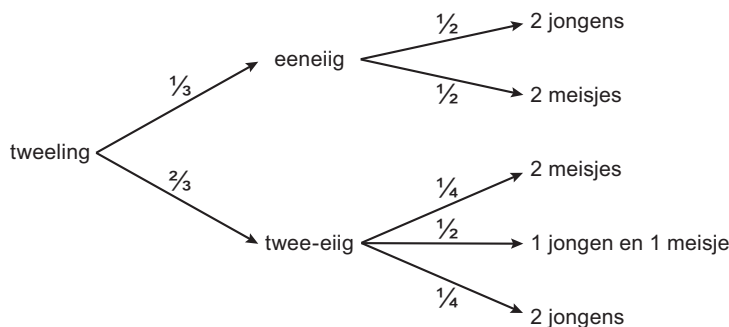 ½
2 jongens
eeneiig
⅓
½
2 meisjes
tweeling
2 meisjes
⅔
¼
½
twee-eiig
1 jongen en 1 meisje
¼
2 jongens